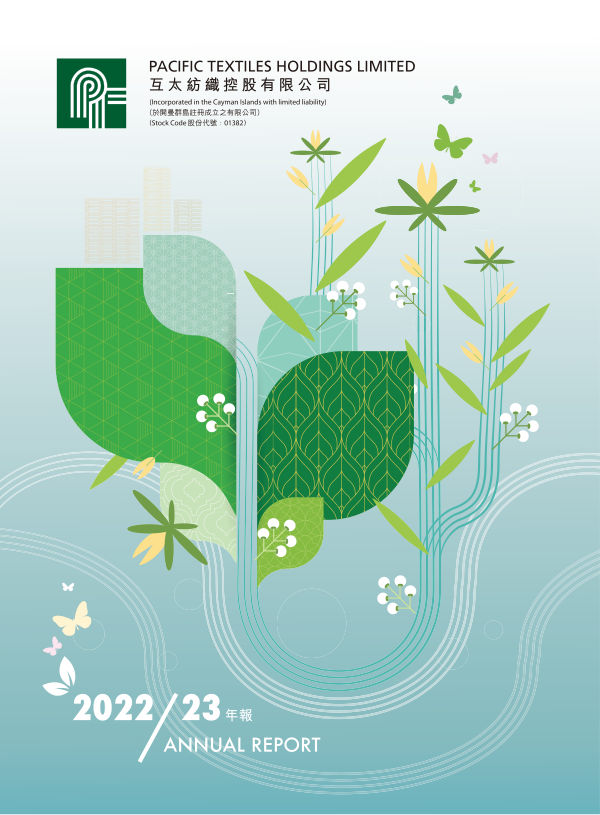 PACIFIC TEXTILES HOLDINGS LIMITED
互太紡織控股有限公司
(Incorporated in the Cayman Islands with limited liability)
(於開曼群島註冊成立之有限公司)
(Stock Code 股份代號：01382)
2022/23 年報
ANNUAL REPORT